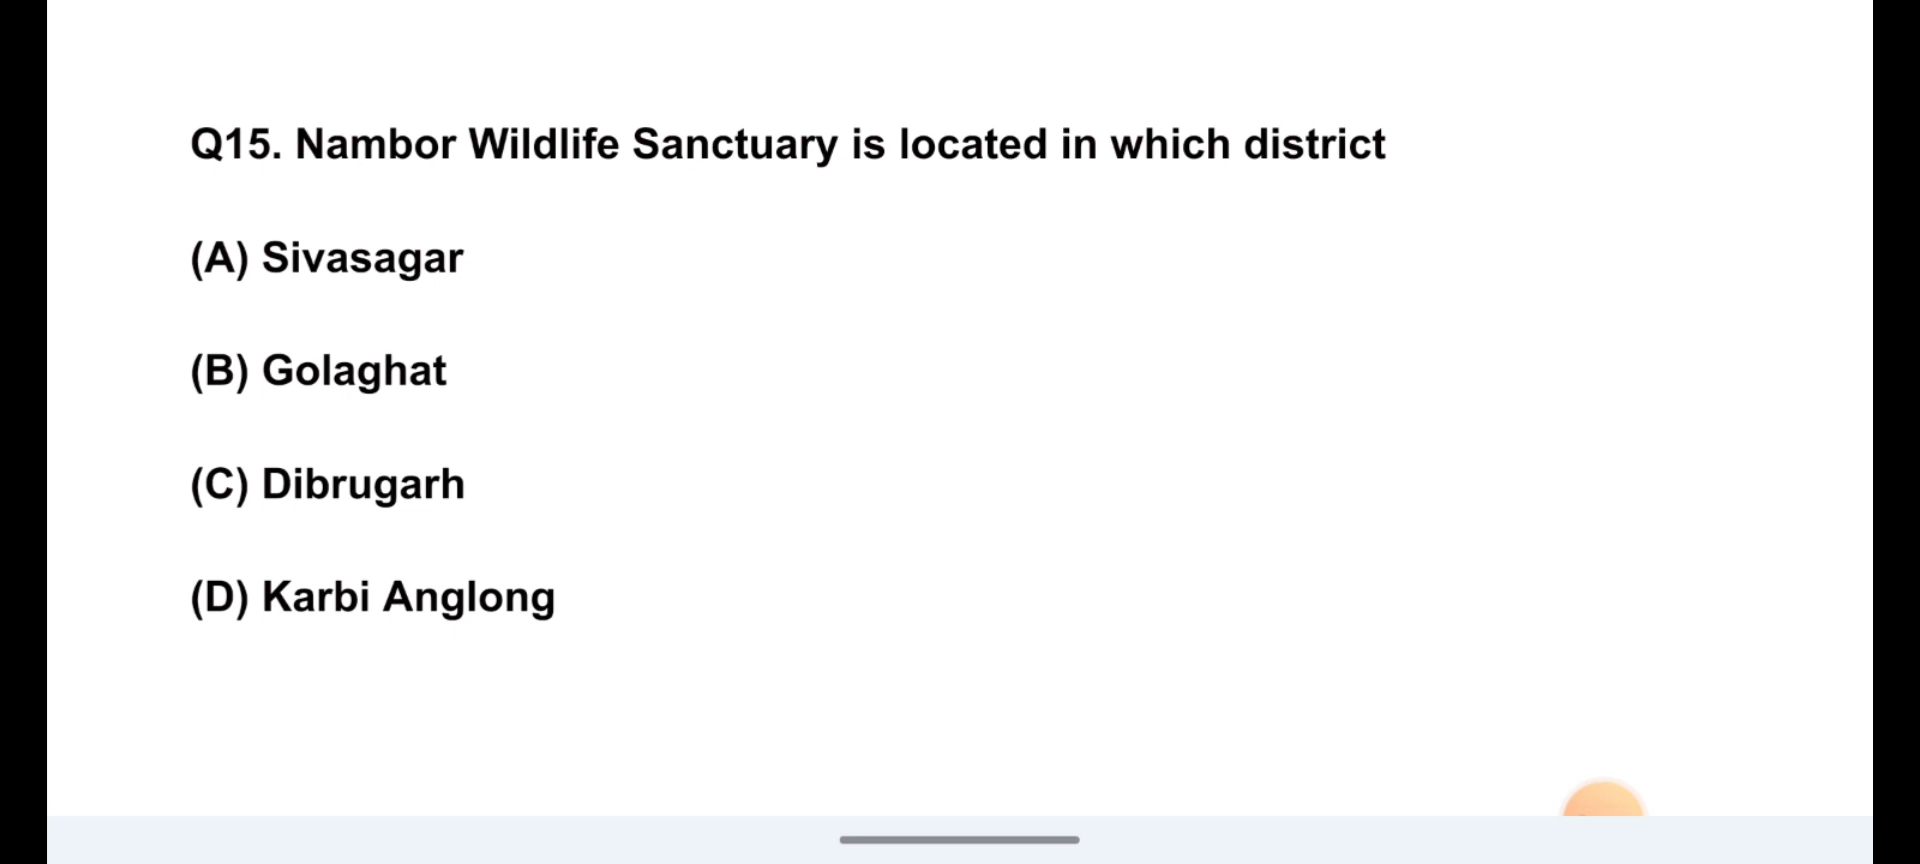 Q15. Nambor Wildlife Sanctuary is located in which district
(A) Sivasagar
(B) Golaghat
(C) Dibrugarh
(D) Karbi Anglong